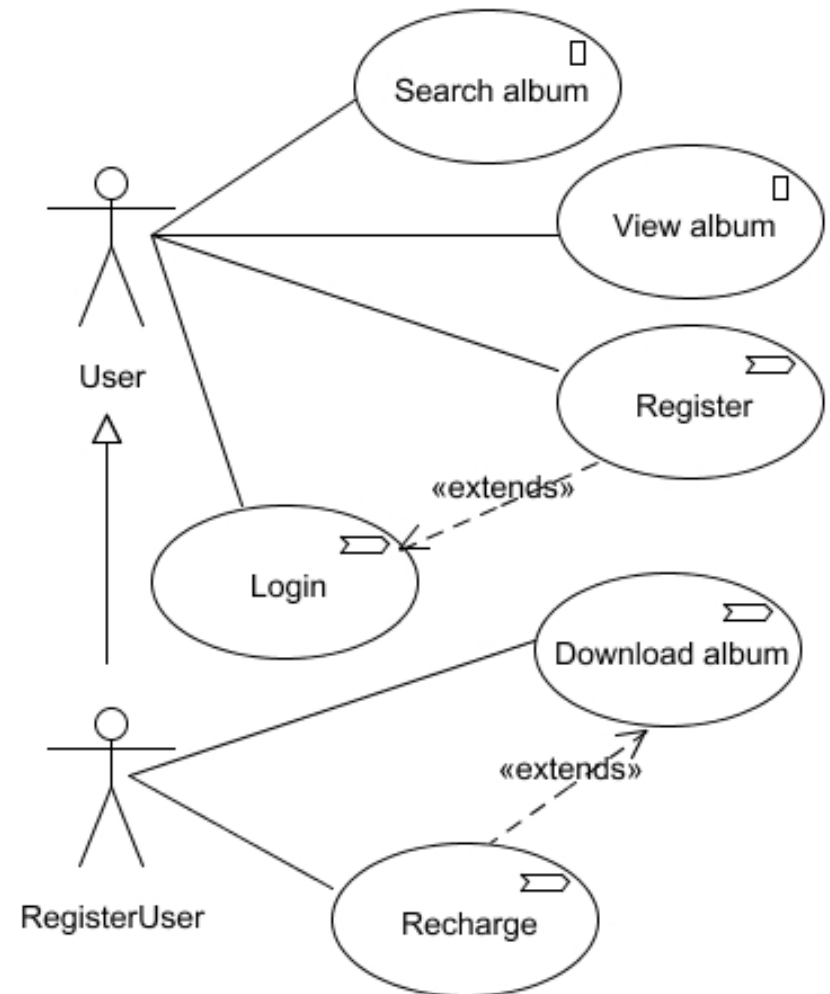 Search album
View album
User
Register
«extends»
Login
Download album
«extends»
RegisterUser
Recharge